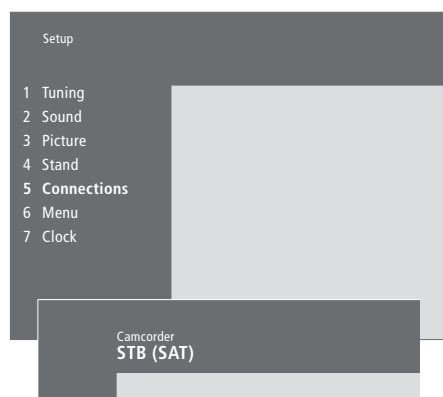 Setup
1 Tuning
2 Sound
3 Picture
4 Stand
5 Connections
6 Menu
7 Clock
Camcorder
STB (SAT)